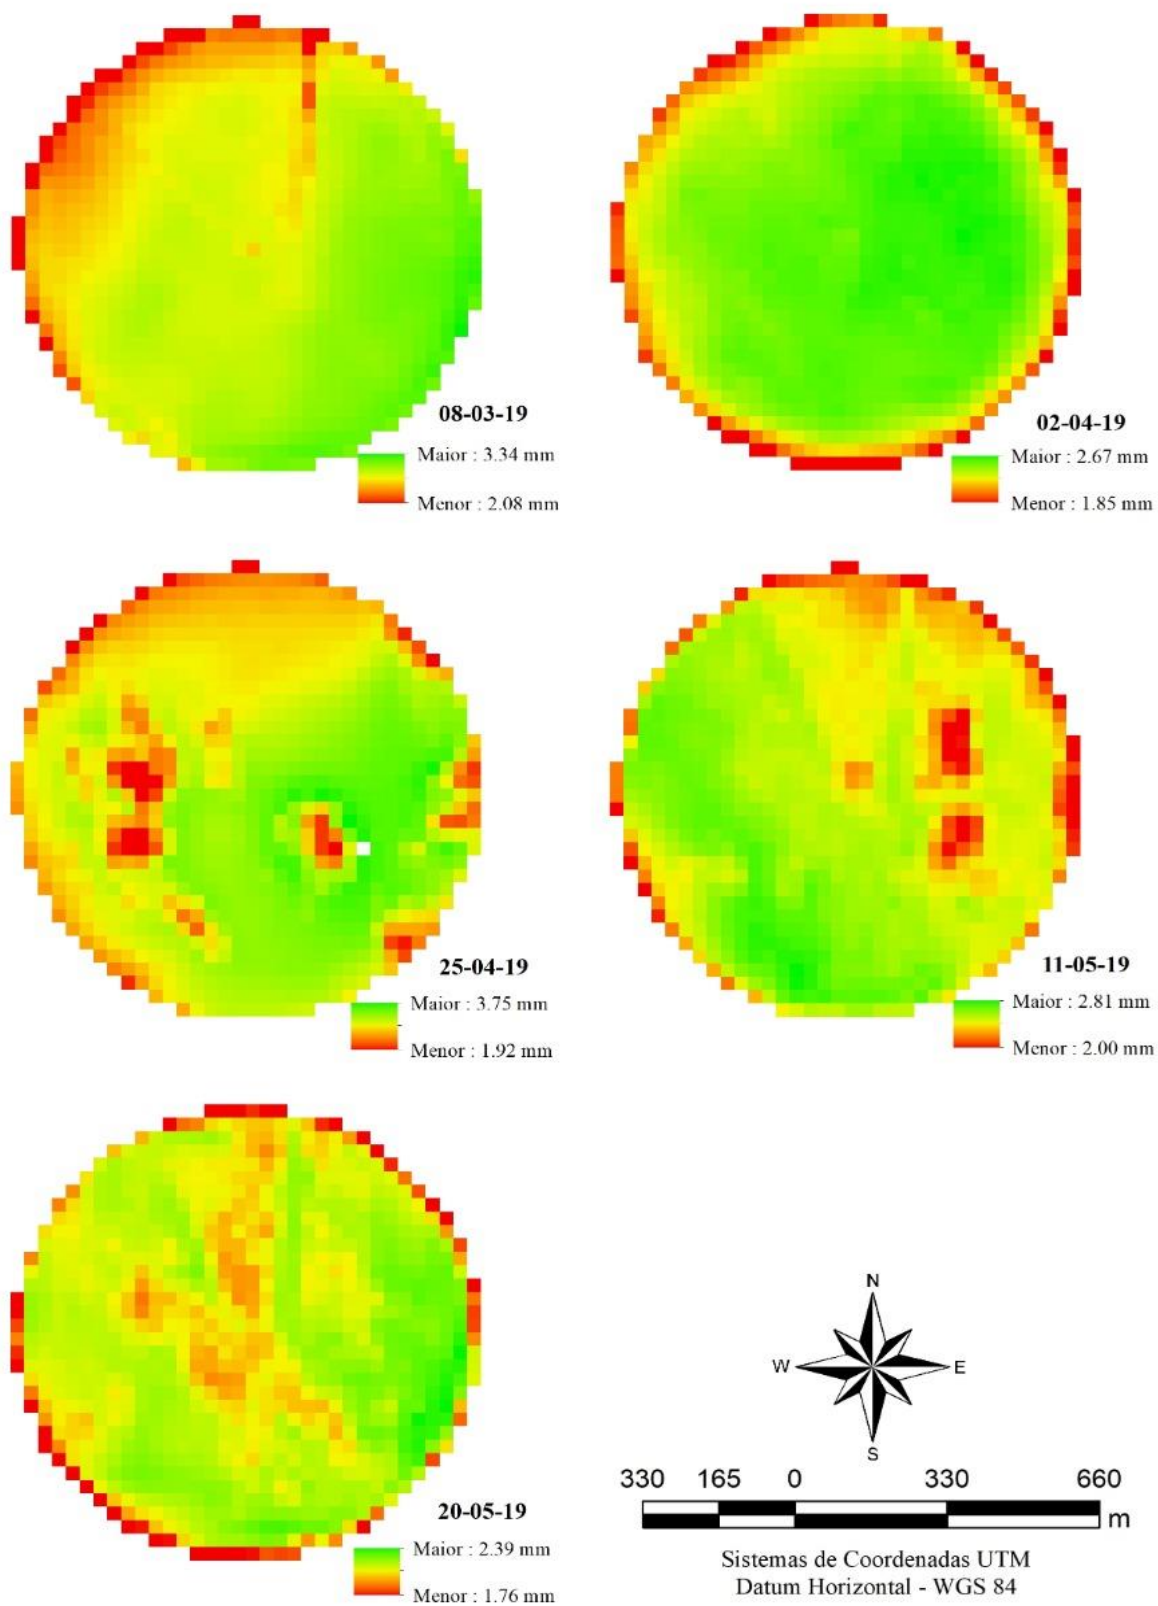 08-03-19
Maior : 3.34 mm
Menor : 2.08 mm
02-04-19
Maior : 2.67 mm
Menor : 1.85 mm
25-04-19
Maior : 3.75 mm
Menor : 1.92 mm
11-05-19
Maior : 2.81 mm
Menor : 2.00 mm
20-05-19
Maior : 2.39 mm
Menor : 1.76 mm
N
W E
S
330 165 0 330 660
m
Sistemas de Coordenadas UTM
Datum Horizontal - WGS 84